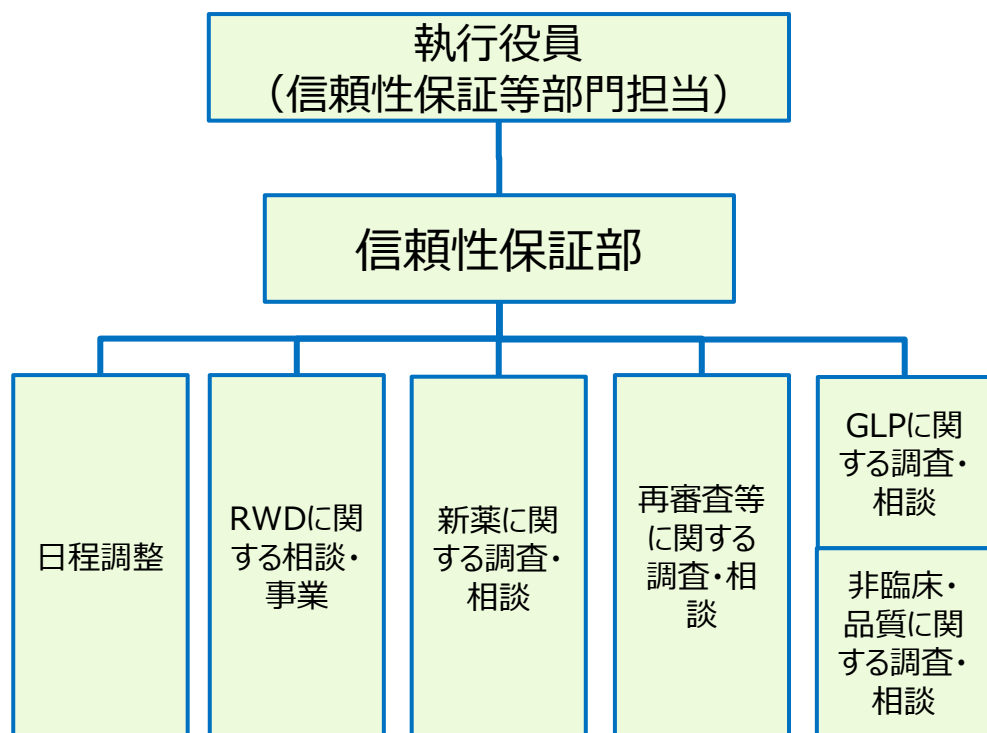 執行役員
（信頼性保証等部門担当）
信頼性保証部
日程調整
RWDに関
する相談・
事業
新薬に関
する調査・
相談
再審査等
に関する
調査・相
談
GLPに関
する調査・
相談
非臨床・
品質に関
する調査・
相談